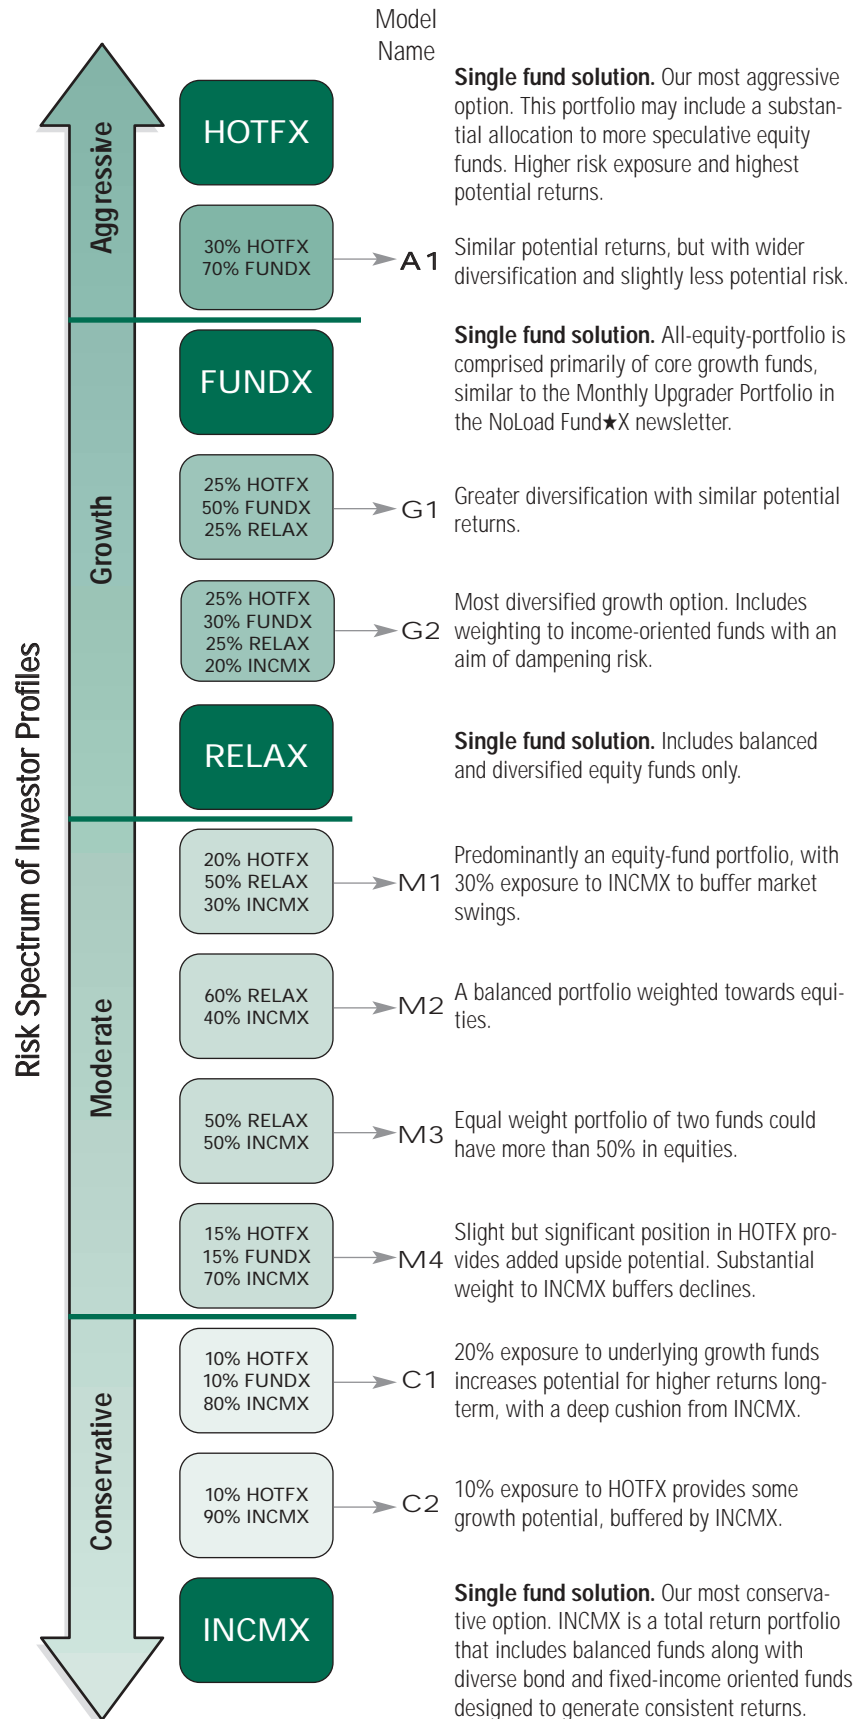 Model
Name
Risk Spectrum of Investor Profiles
Aggressive
HOTFX
Single fund solution. Our most aggressive
option. This portfolio may include a substan-
tial allocation to more speculative equity
funds. Higher risk exposure and highest
potential returns.
30% HOTFX
70% FUNDX
A1
Similar potential returns, but with wider
diversification and slightly less potential risk.
Growth
FUNDX
Single fund solution. All-equity-portfolio is
comprised primarily of core growth funds,
similar to the Monthly Upgrader Portfolio in
the NoLoad Fund★X newsletter.
25% HOTFX
50% FUNDX
25% RELAX
G1
Greater diversification with similar potential
returns.
25% HOTFX
30% FUNDX
25% RELAX
20% INCMX
G2
Most diversified growth option. Includes
weighting to income-oriented funds with an
aim of dampening risk.
RELAX
Single fund solution. Includes balanced
and diversified equity funds only.
Moderate
20% HOTFX
50% RELAX
30% INCMX
M1
Predominantly an equity-fund portfolio, with
30% exposure to INCMX to buffer market
swings.
60% RELAX
40% INCMX
M2
A balanced portfolio weighted towards equi-
ties.
50% RELAX
50% INCMX
M3
Equal weight portfolio of two funds could
have more than 50% in equities.
15% HOTFX
15% FUNDX
70% INCMX
M4
Slight but significant position in HOTFX pro-
vides added upside potential. Substantial
weight to INCMX buffers declines.
Conservative
10% HOTFX
10% FUNDX
80% INCMX
C1
20% exposure to underlying growth funds
increases potential for higher returns long-
term, with a deep cushion from INCMX.
10% HOTFX
90% INCMX
C2
10% exposure to HOTFX provides some
growth potential, buffered by INCMX.
INCMX
Single fund solution. Our most conserva-
tive option. INCMX is a total return portfolio
that includes balanced funds along with
diverse bond and fixed-income oriented funds
designed to generate consistent returns.